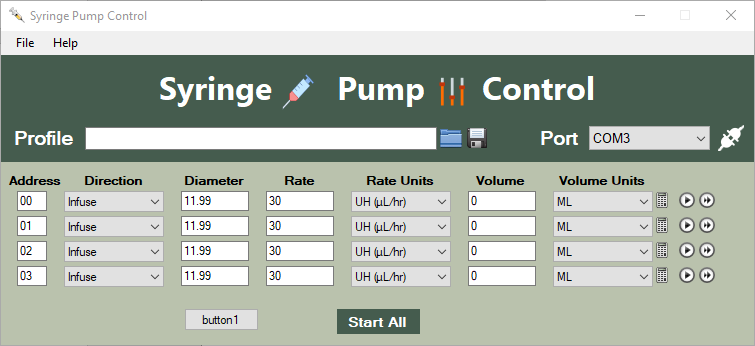 Syringe Pump Control
File Help
Syringe Pump Control
Profile Port COM3
Address Direction Diameter Rate Rate Units Volume Volume Units
00 Infuse 11.99 30 UH (µL/hr) 0 ML
01 Infuse 11.99 30 UH (µL/hr) 0 ML
02 Infuse 11.99 30 UH (µL/hr) 0 ML
03 Infuse 11.99 30 UH (µL/hr) 0 ML
button1 Start All